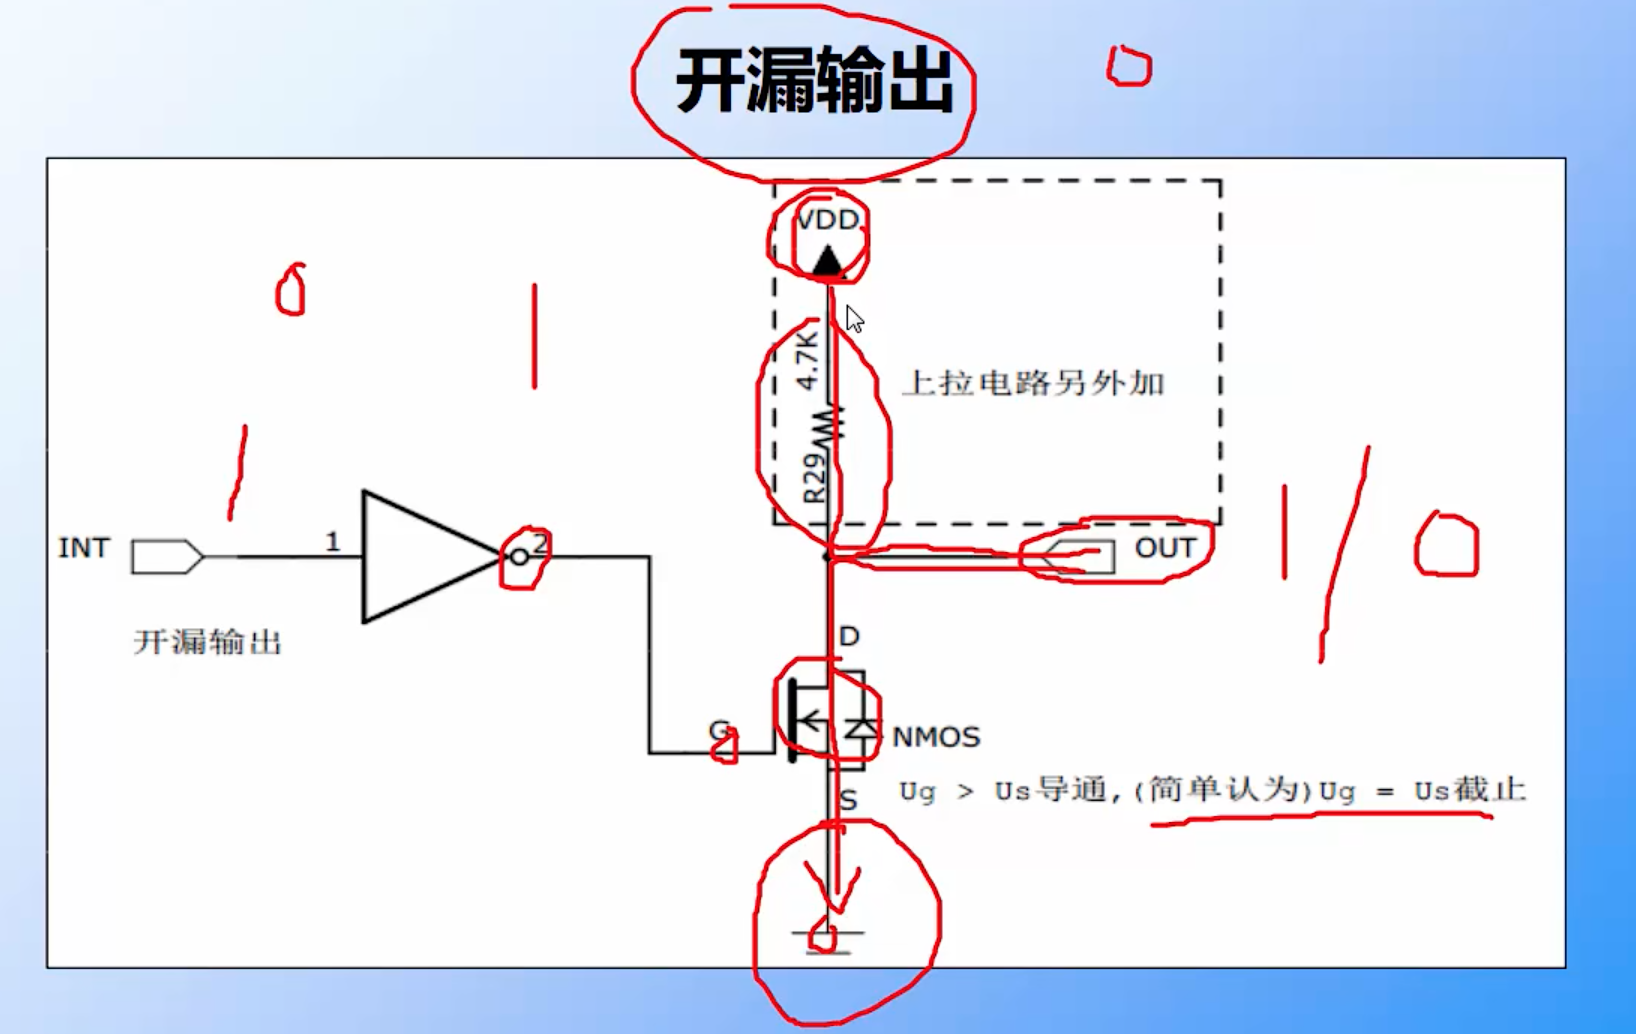 开漏输出
0
VDD
0
1
4.7K
上拉电路另外加
R29
1
INT
1
2
OUT
1/0
开漏输出
D
G
NMOS
Ug > Us导通,(简单认为)Ug = Us截止
S